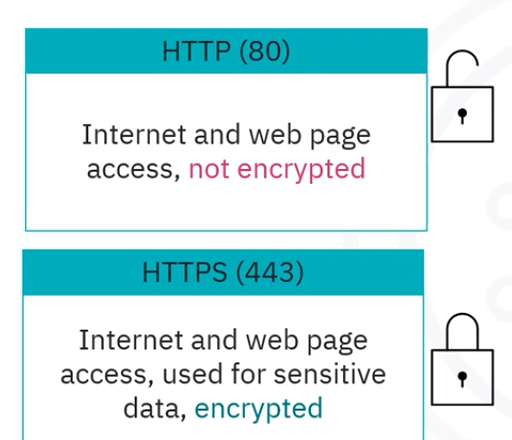 HTTP (80)
Internet and web page
access, not encrypted
HTTPS (443)
Internet and web page
access, used for sensitive
data, encrypted